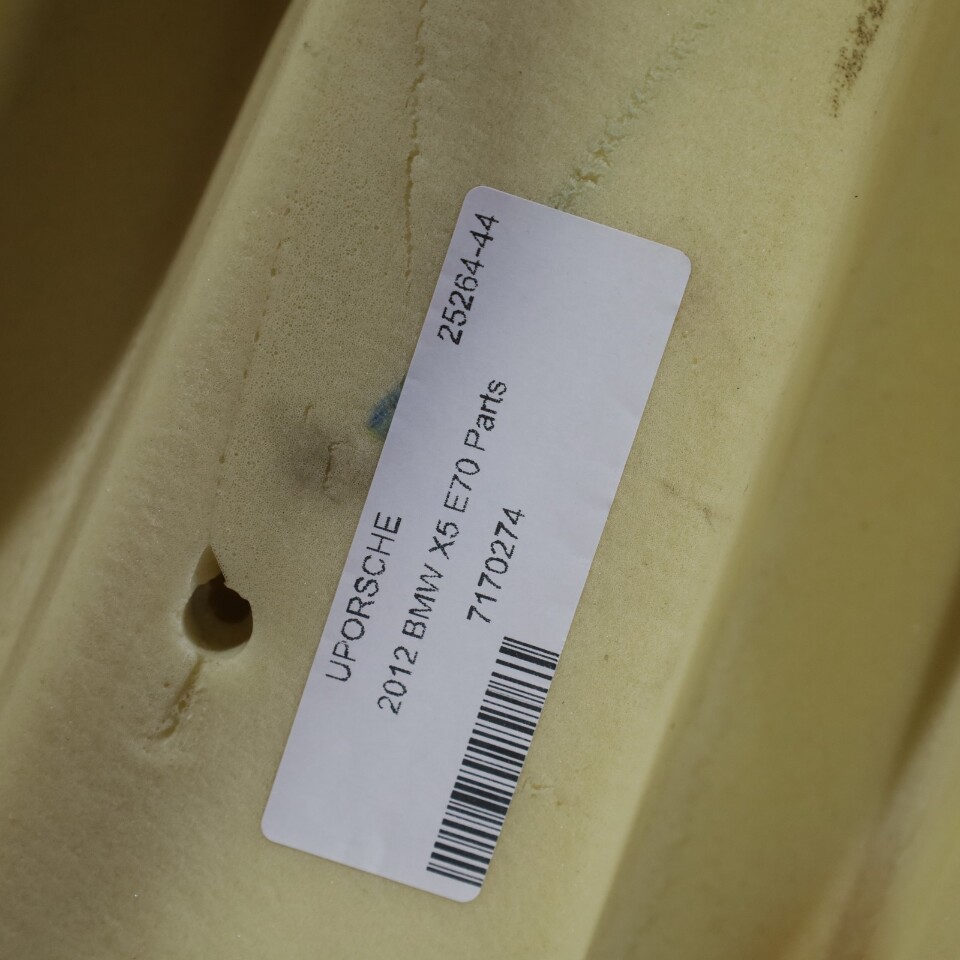 UPORSCHE 25264-44
2012 BMW X5 E70 Parts
7170274